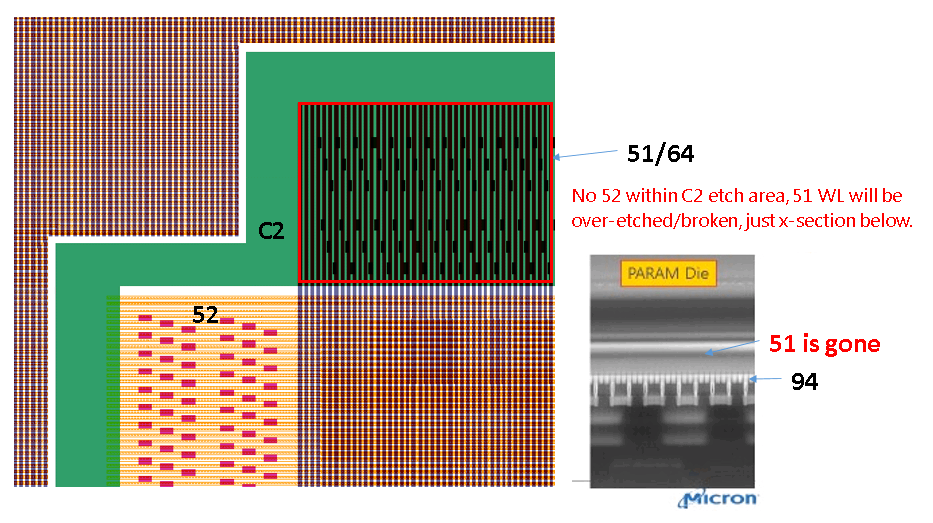 51/64
No 52 within C2 etch area, 51 WL will be
over-etched/broken, just x-section below.
C2
PARAM Die
52
51 is gone
94
Micron